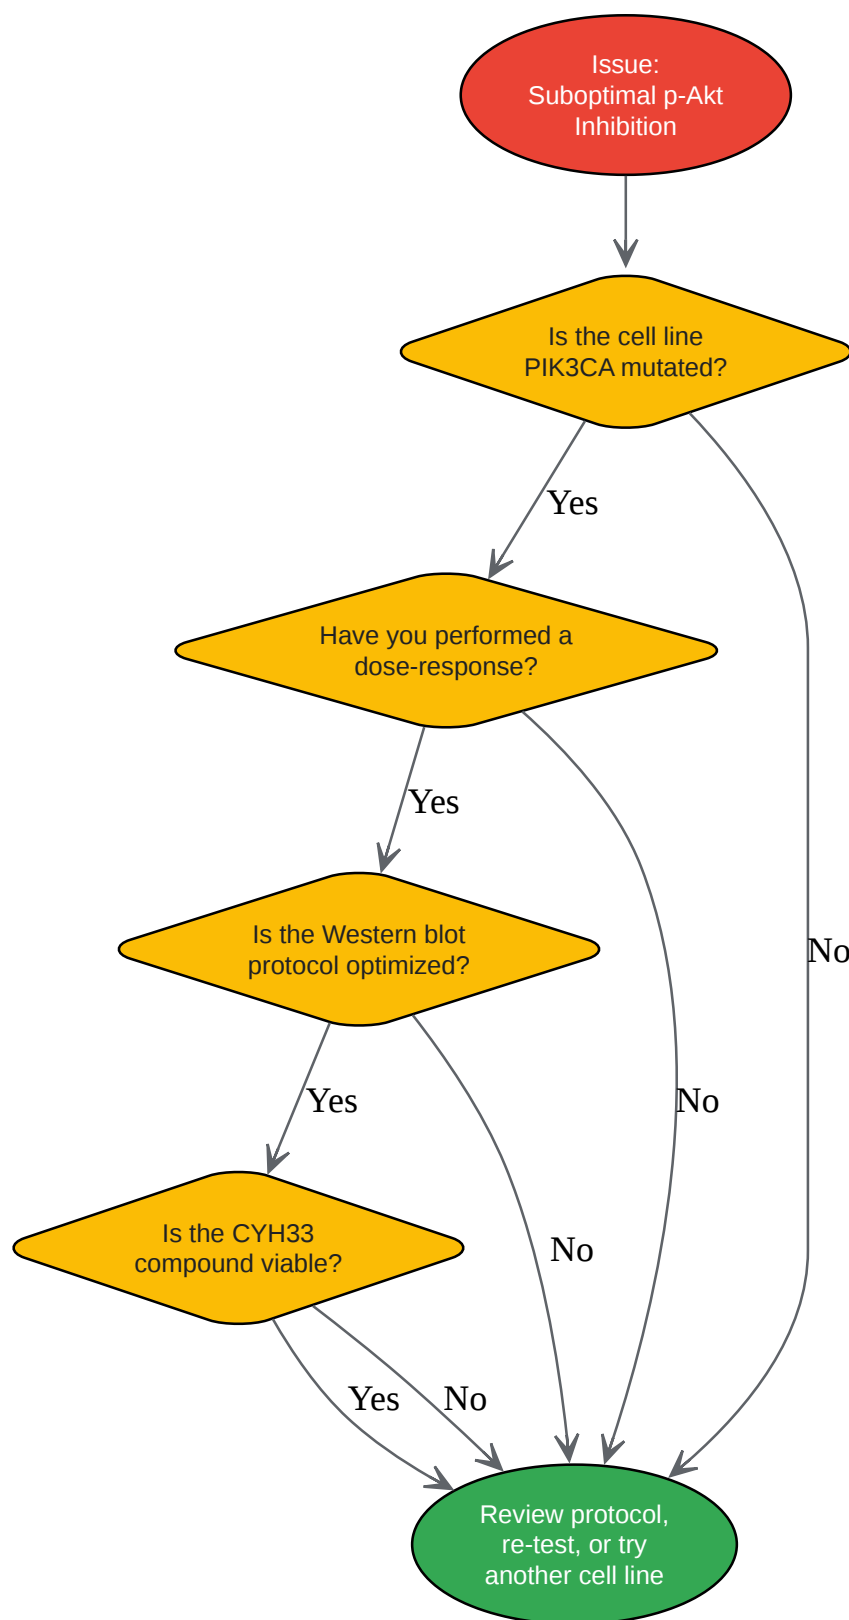 Issue:
Suboptimal p-Akt
Inhibition
Is the cell line
PIK3CA mutated?
Yes
Have you performed a
dose-response?
Yes
Is the Western blot
protocol optimized?
No
Yes
No
Is the CYH33
compound viable?
No
Yes
No
Review protocol,
re-test, or try
another cell line